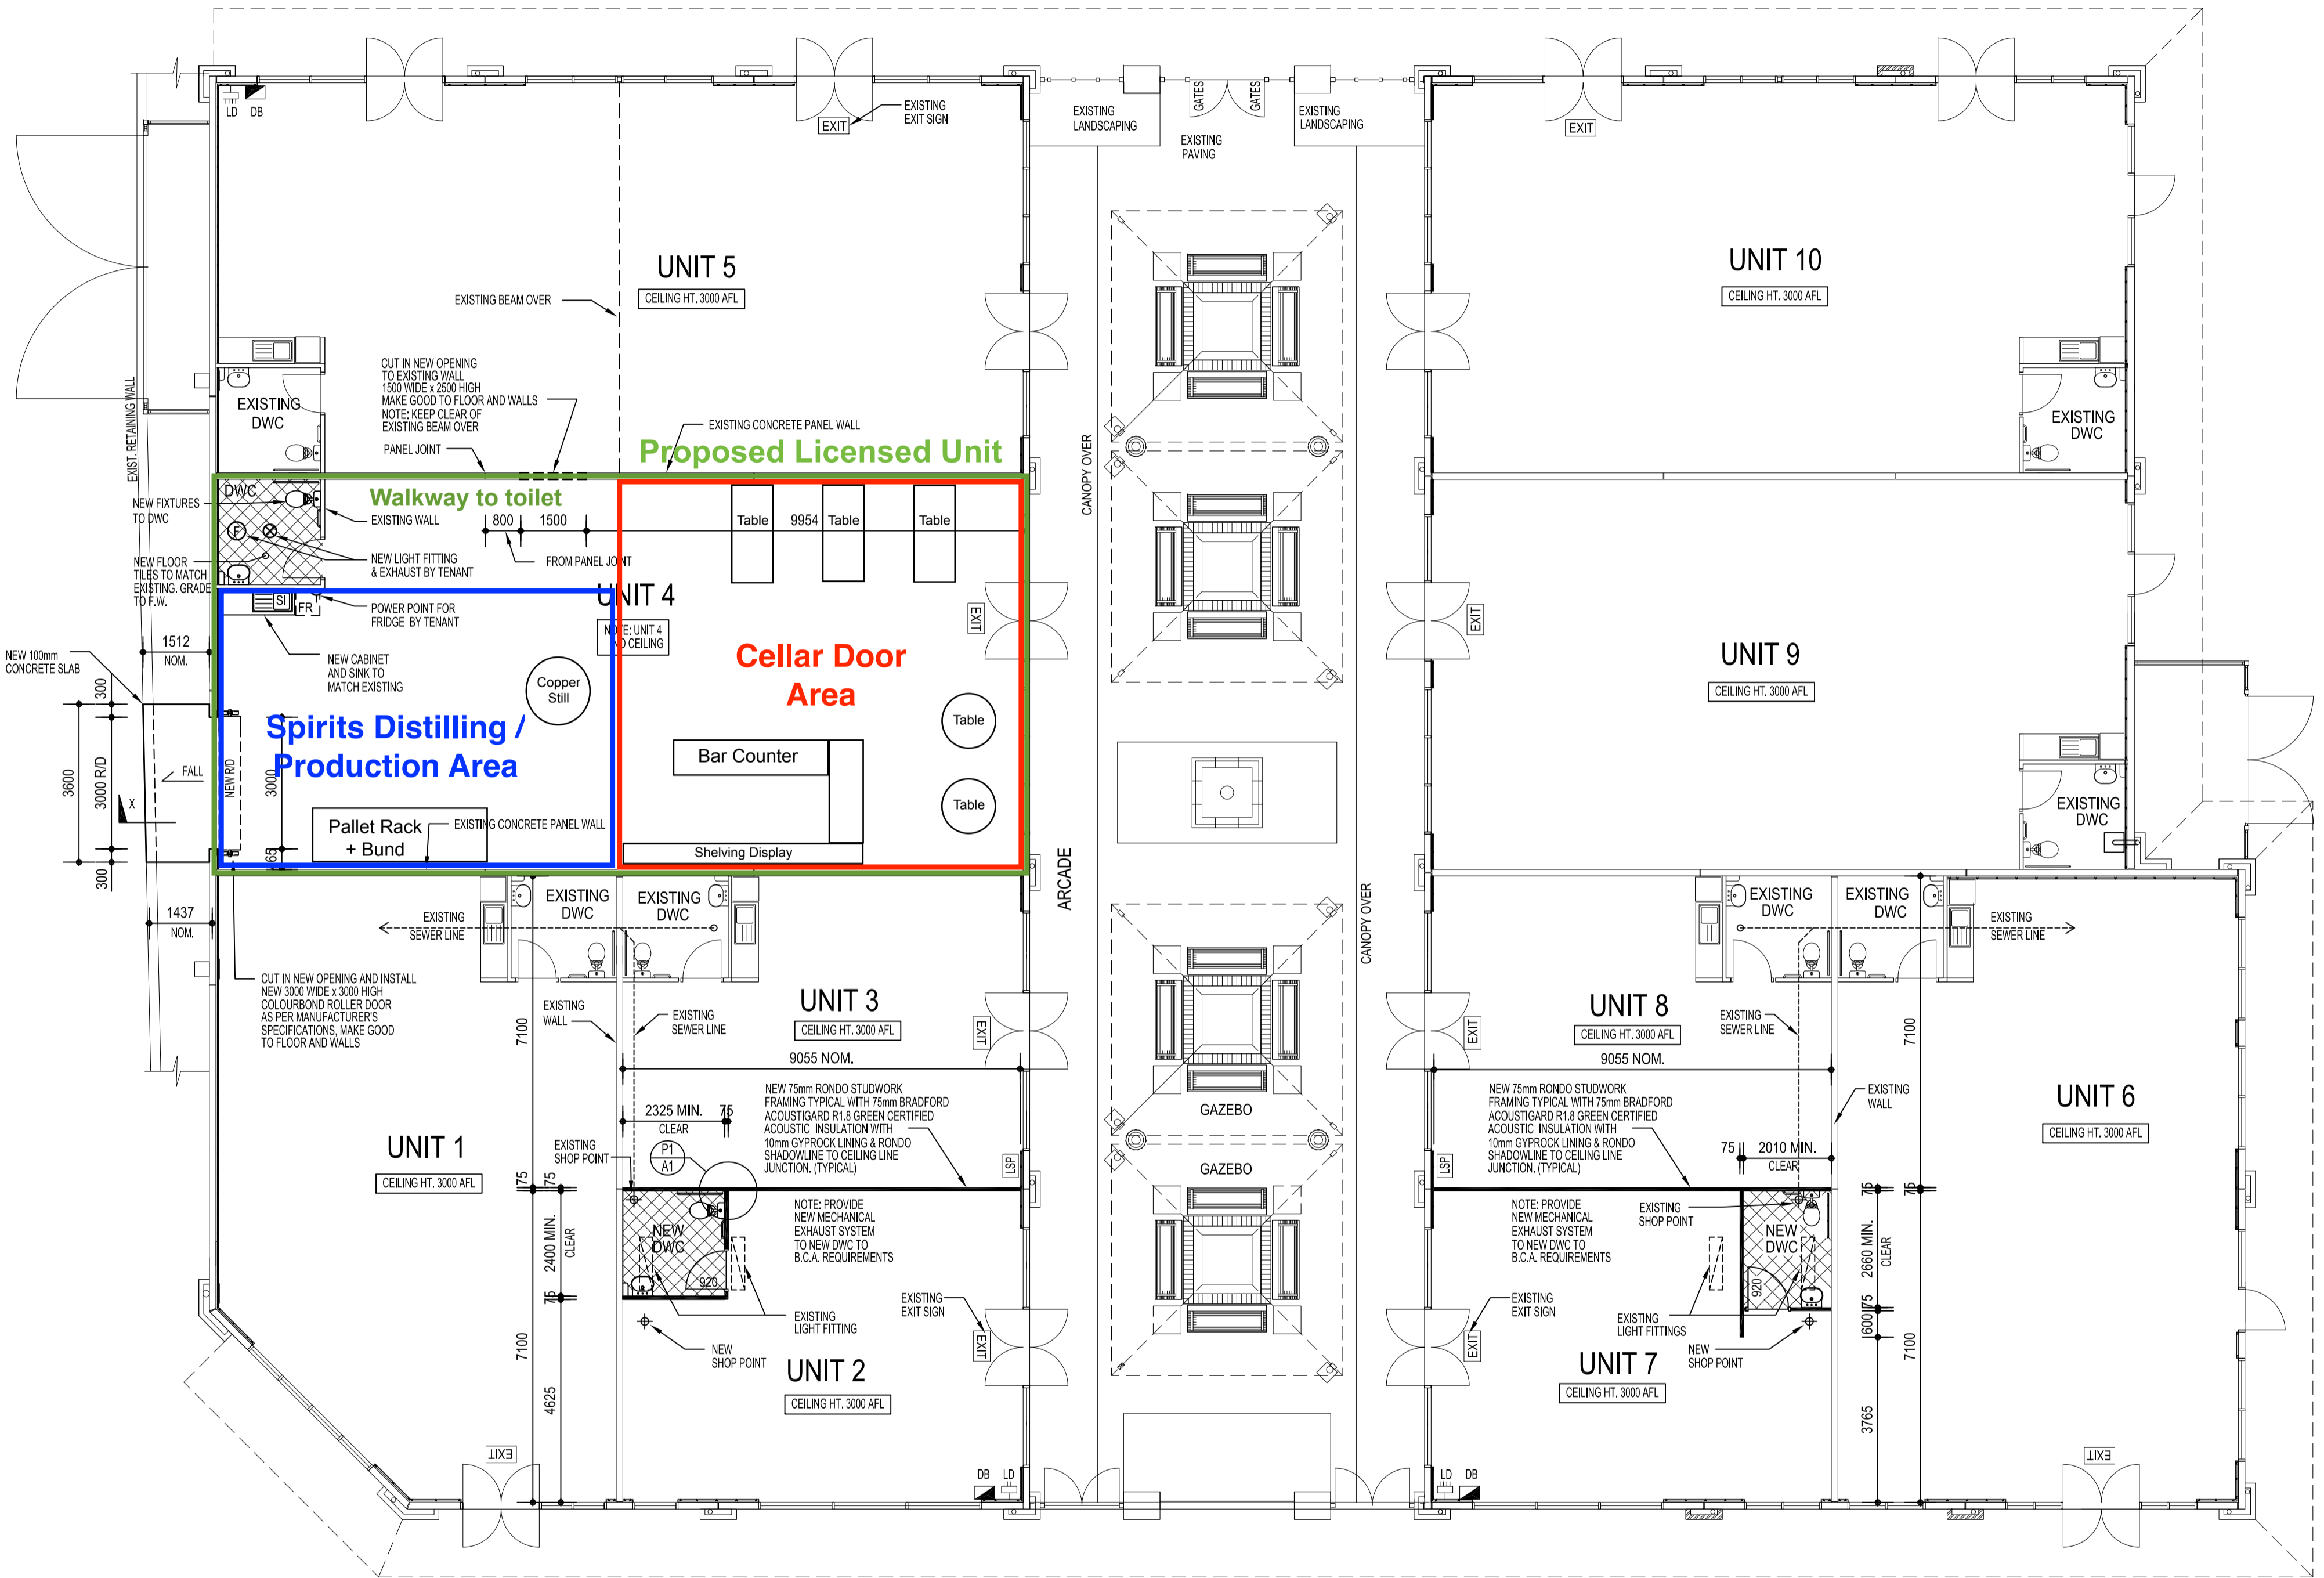 LD
DB
EXIT
EXISTING
EXIT SIGN
EXISTING
LANDSCAPING
GATES
GATES
EXISTING
PAVING
EXISTING
LANDSCAPING
EXIT
UNIT 5
CEILING HT. 3000 AFL
EXISTING BEAM OVER
UNIT 10
CEILING HT. 3000 AFL
EXIST. RETAINING WALL
EXISTING
DWC
CUT IN NEW OPENING
TO EXISTING WALL
1500 WIDE x 2500 HIGH
MAKE GOOD TO FLOOR AND WALLS
NOTE: KEEP CLEAR OF
EXISTING BEAM OVER
PANEL JOINT
EXISTING CONCRETE PANEL WALL
Proposed Licensed Unit
CANOPY OVER
EXISTING
DWC
DWC
Walkway to toilet
NEW FIXTURES
TO DWC
EXISTING WALL
F
800
1500
9954
Table
Table
Table
NEW LIGHT FITTING
& EXHAUST BY TENANT
FROM PANEL JOINT
NEW FLOOR
TILES TO MATCH
EXISTING. GRADE
TO F.W.
SI
FR
POWER POINT FOR
FRIDGE BY TENANT
UNIT 4
NOTE: UNIT 4
NO CEILING
EXIT
EXIT
NEW CABINET
AND SINK TO
MATCH EXISTING
Cellar Door
Area
Copper
Still
Table
Table
Bar Counter
Shelving Display
Spirits Distilling /
Production Area
Pallet Rack
+ Bund
EXISTING CONCRETE PANEL WALL
1512
NOM.
NEW 100mm
CONCRETE SLAB
300
3600
3000 R/D
300
FALL
X
NEW R/D
3000
65
1437
NOM.
UNIT 9
CEILING HT. 3000 AFL
EXISTING
DWC
ARCADE
CANOPY OVER
EXISTING
DWC
EXISTING
DWC
EXISTING
SEWER LINE
CUT IN NEW OPENING AND INSTALL
NEW 3000 WIDE x 3000 HIGH
COLOURBOND ROLLER DOOR
AS PER MANUFACTURER'S
SPECIFICATIONS, MAKE GOOD
TO FLOOR AND WALLS
EXISTING
WALL
EXISTING
SEWER LINE
7100
UNIT 3
CEILING HT. 3000 AFL
EXIT
9055 NOM.
NEW 75mm RONDO STUDWORK
FRAMING TYPICAL WITH 75mm BRADFORD
ACOUSTIGARD R1.8 GREEN CERTIFIED
ACOUSTIC INSULATION WITH
10mm GYPROCK LINING & RONDO
SHADOWLINE TO CEILING LINE
JUNCTION. (TYPICAL)
2325 MIN.
CLEAR
75
P1
A1
EXISTING
SHOP POINT
LSP
UNIT 1
CEILING HT. 3000 AFL
75
75
2400 MIN.
CLEAR
75
7100
4625
NEW
DWC
920
NOTE: PROVIDE
NEW MECHANICAL
EXHAUST SYSTEM
TO NEW DWC TO
B.C.A. REQUIREMENTS
EXISTING
LIGHT FITTING
EXISTING
EXIT SIGN
NEW
SHOP POINT
UNIT 2
CEILING HT. 3000 AFL
EXIT
EXIT
DB
LD
GAZEBO
GAZEBO
EXISTING
DWC
EXISTING
DWC
EXISTING
SEWER LINE
UNIT 8
CEILING HT. 3000 AFL
EXIT
9055 NOM.
EXISTING
SEWER LINE
7100
EXISTING
WALL
NEW 75mm RONDO STUDWORK
FRAMING TYPICAL WITH 75mm BRADFORD
ACOUSTIGARD R1.8 GREEN CERTIFIED
ACOUSTIC INSULATION WITH
10mm GYPROCK LINING & RONDO
SHADOWLINE TO CEILING LINE
JUNCTION. (TYPICAL)
75
2010 MIN.
CLEAR
LSP
UNIT 6
CEILING HT. 3000 AFL
NOTE: PROVIDE
NEW MECHANICAL
EXHAUST SYSTEM
TO NEW DWC TO
B.C.A. REQUIREMENTS
EXISTING
SHOP POINT
NEW
DWC
920
75
75
2660 MIN.
CLEAR
75
600
7100
3765
EXISTING
EXIT SIGN
EXISTING
LIGHT FITTINGS
NEW
SHOP POINT
UNIT 7
CEILING HT. 3000 AFL
EXIT
EXIT
LD
DB